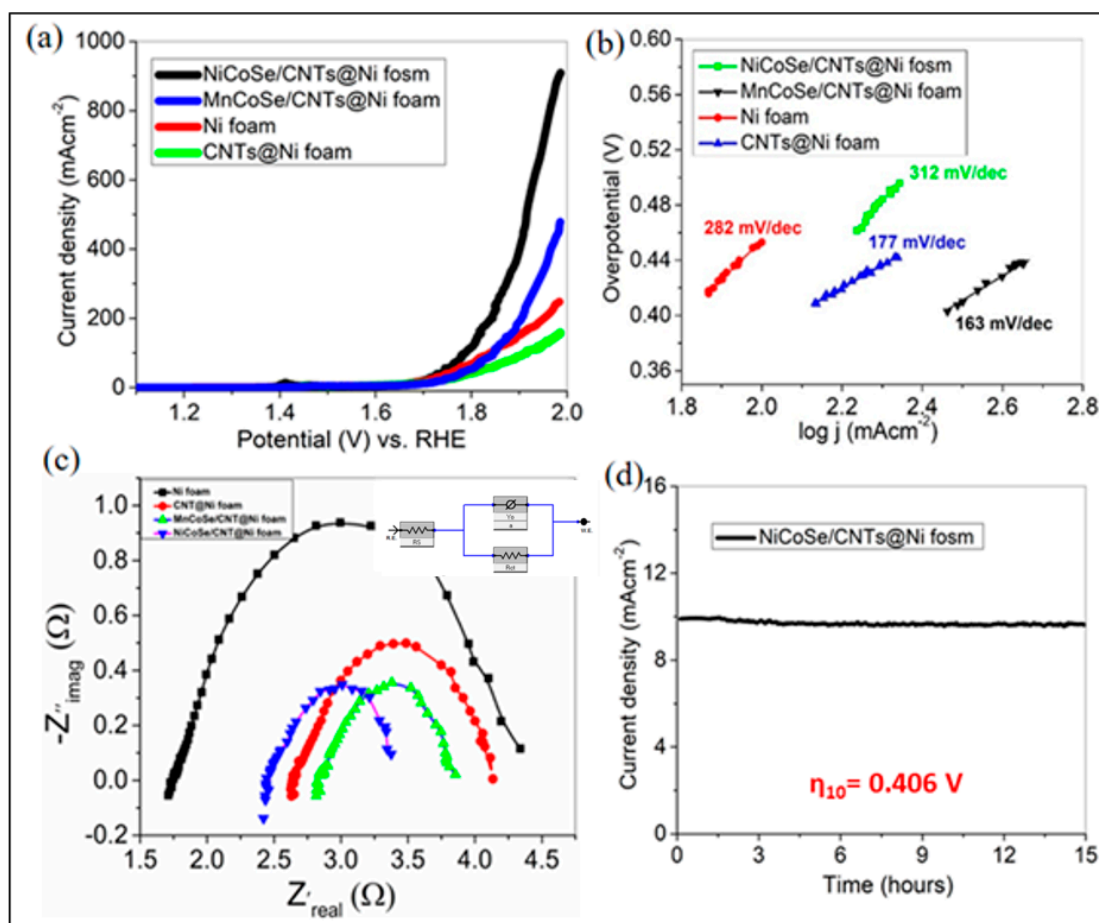 (a)
1000
800
600
400
200
0
Current density (mAcm-2)
NiCoSe/CNTs@Ni fosm
MnCoSe/CNTs@Ni foam
Ni foam
CNTs@Ni foam
1.2 1.4 1.6 1.8 2.0
Potential (V) vs. RHE
(b)
0.60
0.56
0.52
0.48
0.44
0.40
0.36
Overpotential (V)
NiCoSe/CNTs@Ni fosm
MnCoSe/CNTs@Ni foam
Ni foam
CNTs@Ni foam
312 mV/dec
282 mV/dec
177 mV/dec
163 mV/dec
1.8 2.0 2.2 2.4 2.6 2.8
log j (mAcm-2)
(c)
1.0
0.8
0.6
0.4
0.2
0.0
-0.2
-Z''imag (Ω)
Ni foam
CNT@Ni foam
MnCoSe/CNT@Ni foam
NiCoSe/CNT@Ni foam
1.5 2.0 2.5 3.0 3.5 4.0 4.5
Z'real (Ω)
(d)
16
12
8
4
0
Current density (mAcm-2)
NiCoSe/CNTs@Ni fosm
η10= 0.406 V
0 3 6 9 12 15
Time (hours)